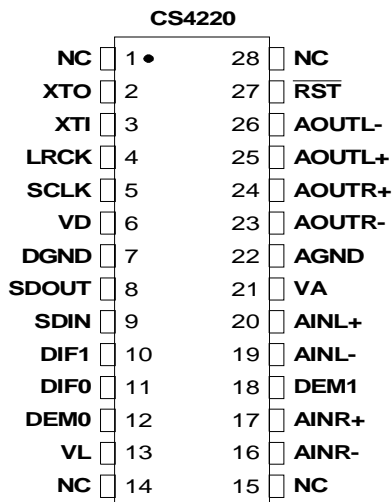 CS4220
NC 1 28 NC
XTO 2 27 RST
XTI 3 26 AOUTL-
LRCK 4 25 AOUTL+
SCLK 5 24 AOUTR+
VD 6 23 AOUTR-
DGND 7 22 AGND
SDOUT 8 21 VA
SDIN 9 20 AINL+
DIF1 10 19 AINL-
DIF0 11 18 DEM1
DEM0 12 17 AINR+
VL 13 16 AINR-
NC 14 15 NC